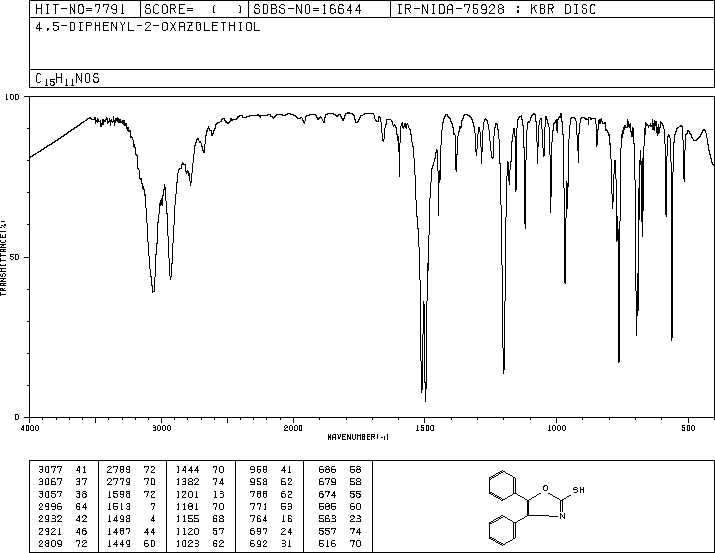 HIT-NO=7791 SCORE= ( ) SDBS-NO=16644 IR-NIDA-75928 : KBR DISC
4,5-DIPHENYL-2-OXAZOLETHIOL
C15H11NOS
100
50
0
TRANSMITTANCE(%)
4000 3000 2000 1500 1000 500
WAVENUMBER(-1)
3077 41 2789 72 1444 70 968 41 686 58
3067 37 2779 70 1382 74 958 62 679 58
3057 38 1598 72 1201 13 788 62 674 55
2996 64 1513 7 1181 70 771 53 585 60
2932 42 1498 4 1155 68 764 16 563 23
2921 46 1487 44 1120 57 697 24 557 74
2809 72 1449 60 1023 62 692 31 516 70
O
SH
N